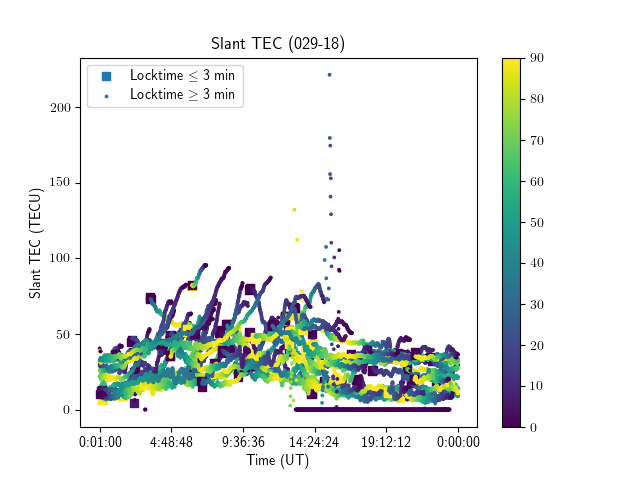 Slant TEC (029-18)
Locktime ≤ 3 min
Locktime ≥ 3 min
Slant TEC (TECU)
200
150
100
50
0
0:01:00 4:48:48 9:36:36 14:24:24 19:12:12 0:00:00
Time (UT)
90
80
70
60
50
40
30
20
10
0